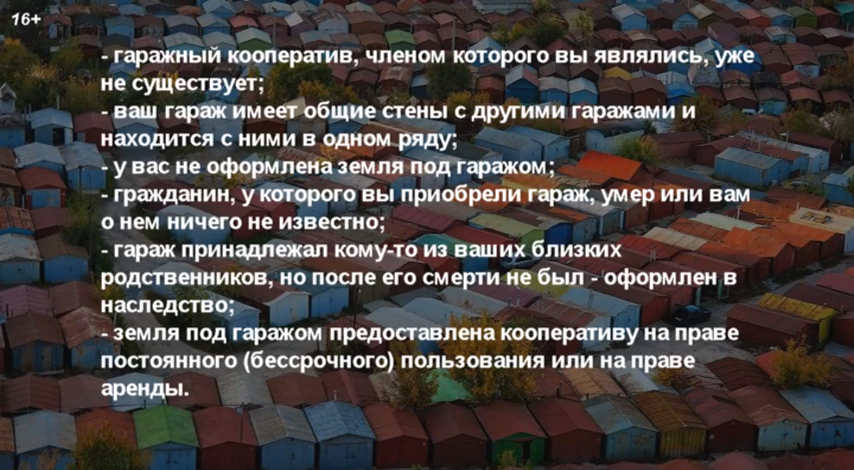 16+
- гаражный кооператив, членом которого вы являлись, уже
не существует;
- ваш гараж имеет общие стены с другими гаражами и
находится с ними в одном ряду;
- у вас не оформлена земля под гаражом;
- гражданин, у которого вы приобрели гараж, умер или вам
о нем ничего не известно;
- гараж принадлежал кому-то из ваших близких
родственников, но после его смерти не был - оформлен в
наследство;
- земля под гаражом предоставлена кооперативу на праве
постоянного (бессрочного) пользования или на праве
аренды.